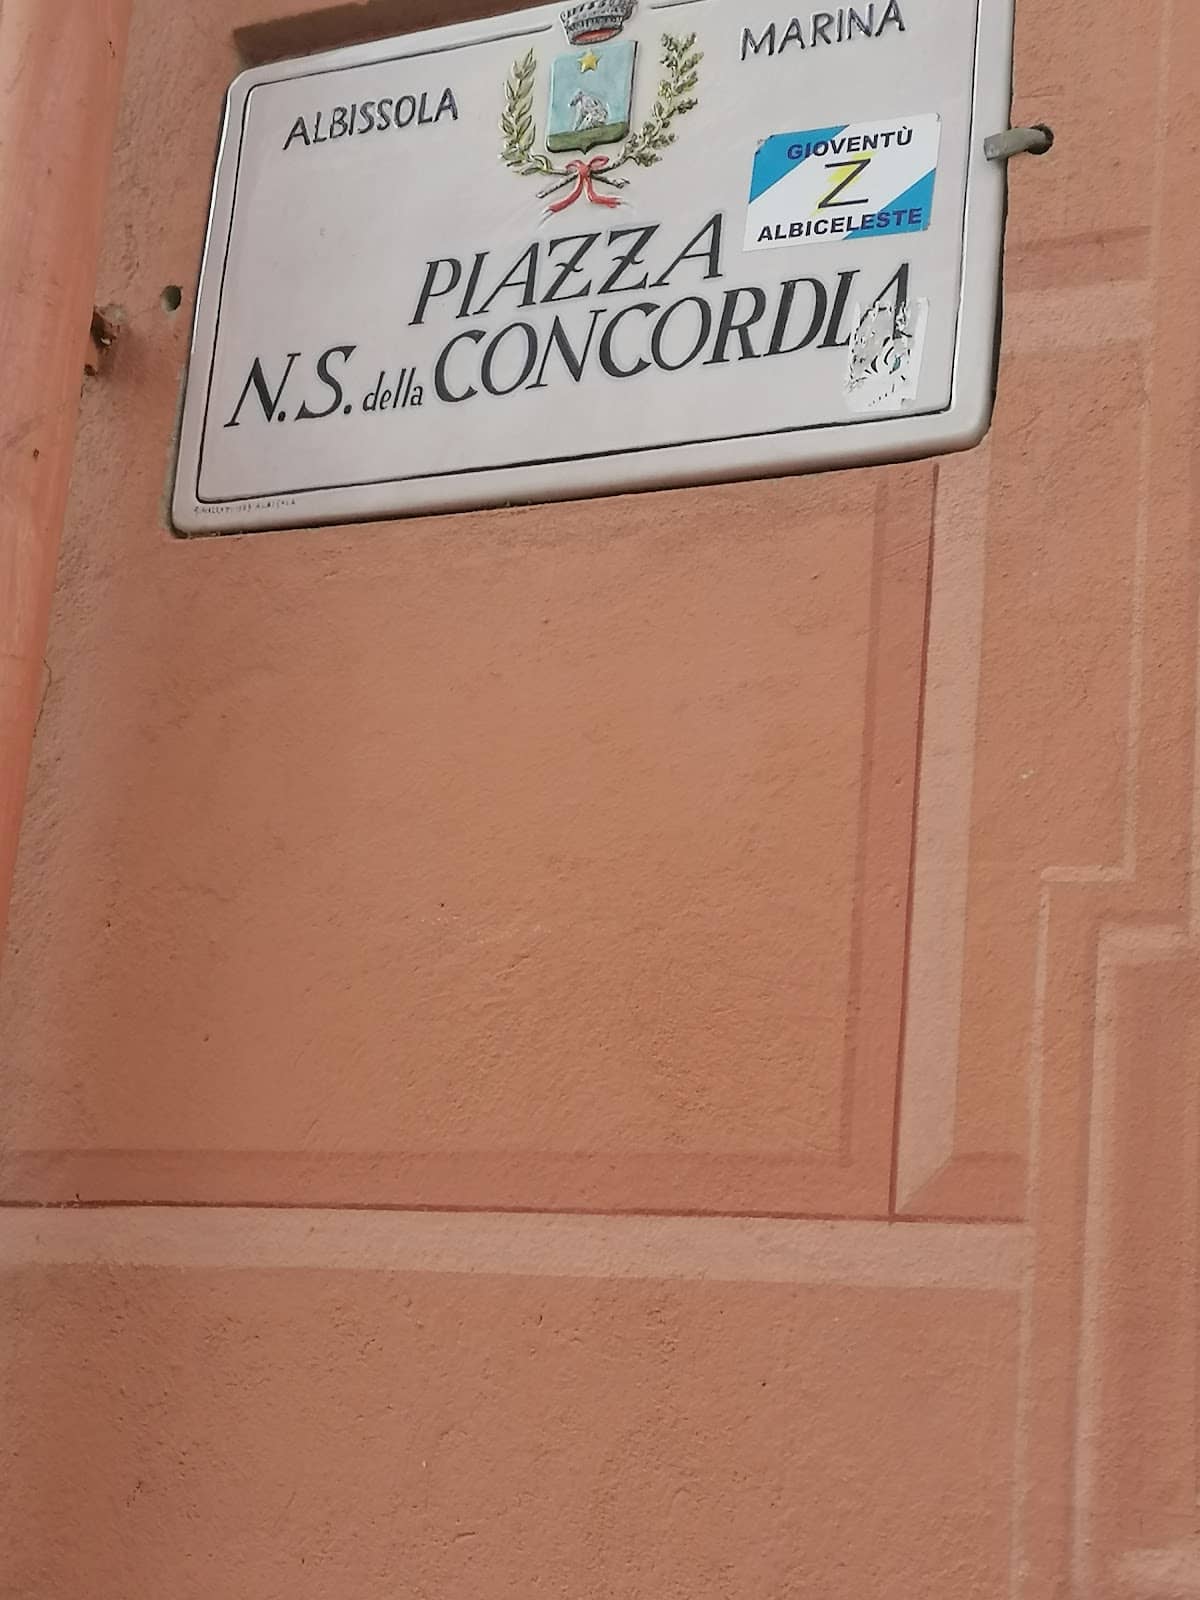 ALBISSOLA MARINA
GIOVENTÙ
Z
ALBICELESTE
PIAZZA
N.S. della CONCORDIA